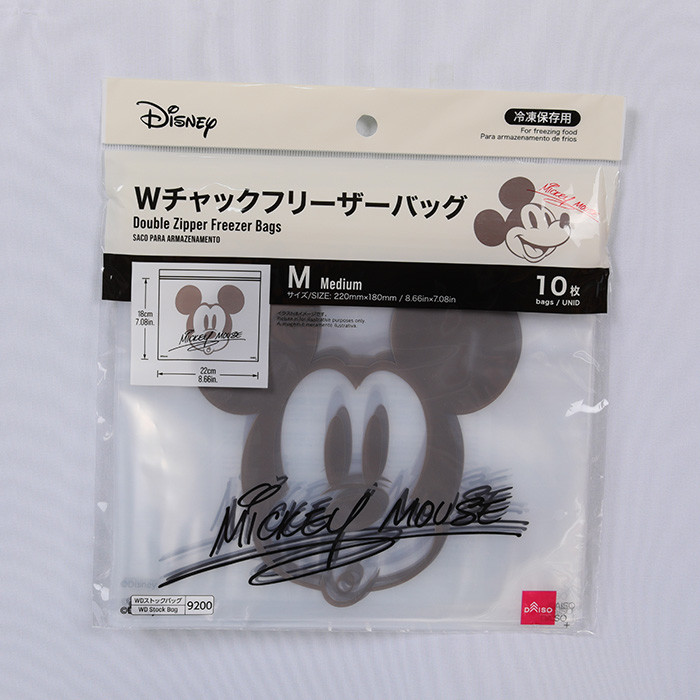 Disney
冷凍保存用
For freezing food
Para armazenamento de frios
Wチャックフリーザーバッグ
Double Zipper Freezer Bags
SACO PARA ARMAZENAMENTO
Mickey Mouse
M Medium
サイズ/SIZE: 220mm×180mm / 8.66in×7.08in
10枚
bags / UNID
18cm
7.08in.
Mickey Mouse
22cm
8.66in.
Mickey Mouse
WDストックバッグ
WD Stock Bag
9200
DAISO